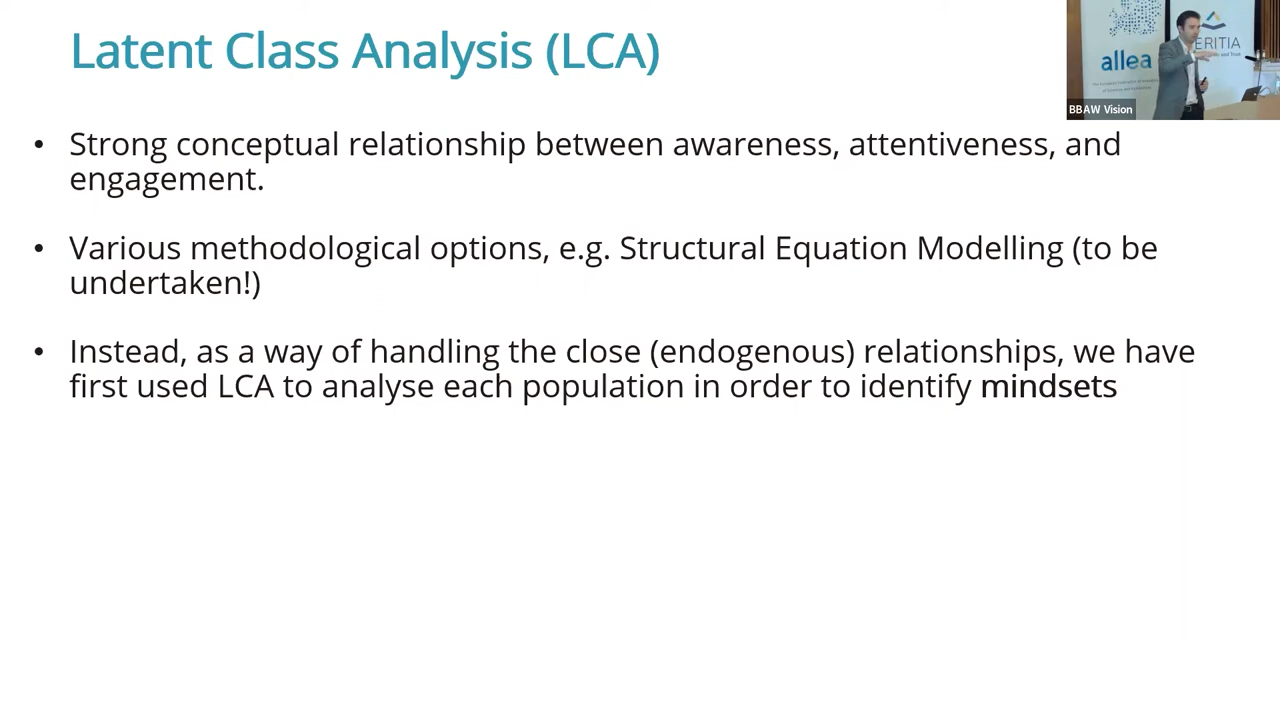 Latent Class Analysis (LCA)
allea
ERITIA
BBAW Vision
• Strong conceptual relationship between awareness, attentiveness, and
engagement.
• Various methodological options, e.g. Structural Equation Modelling (to be
undertaken!)
• Instead, as a way of handling the close (endogenous) relationships, we have
first used LCA to analyse each population in order to identify mindsets